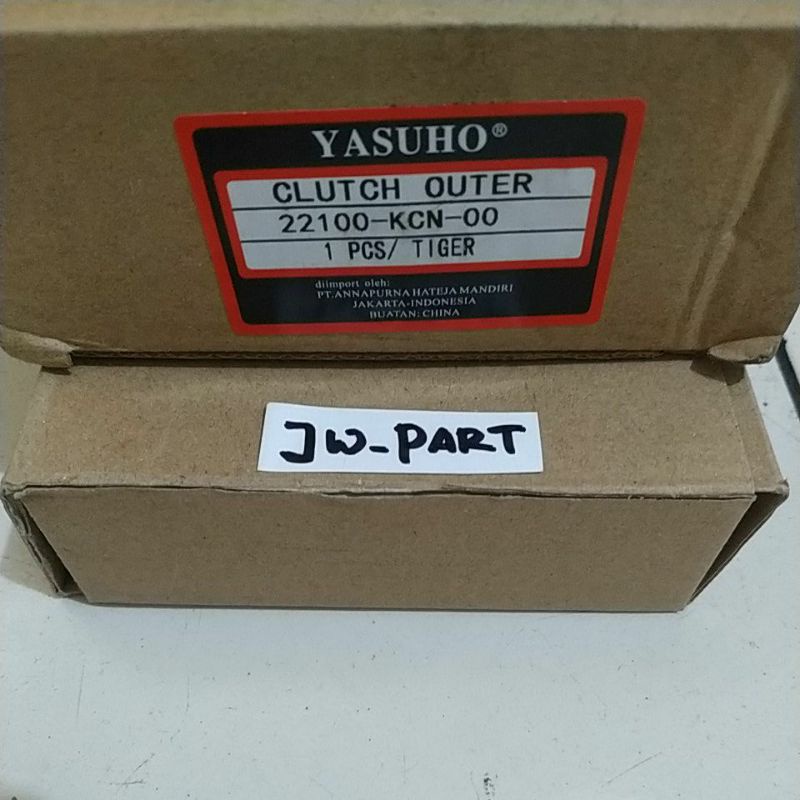 YASUHO®
CLUTCH OUTER
22100-KCN-00
1 PCS/ TIGER
diimport oleh:
PT.ANNAPURNA HATEJA MANDIRI
JAKARTA-INDONESIA
BUATAN: CHINA
JW-PART